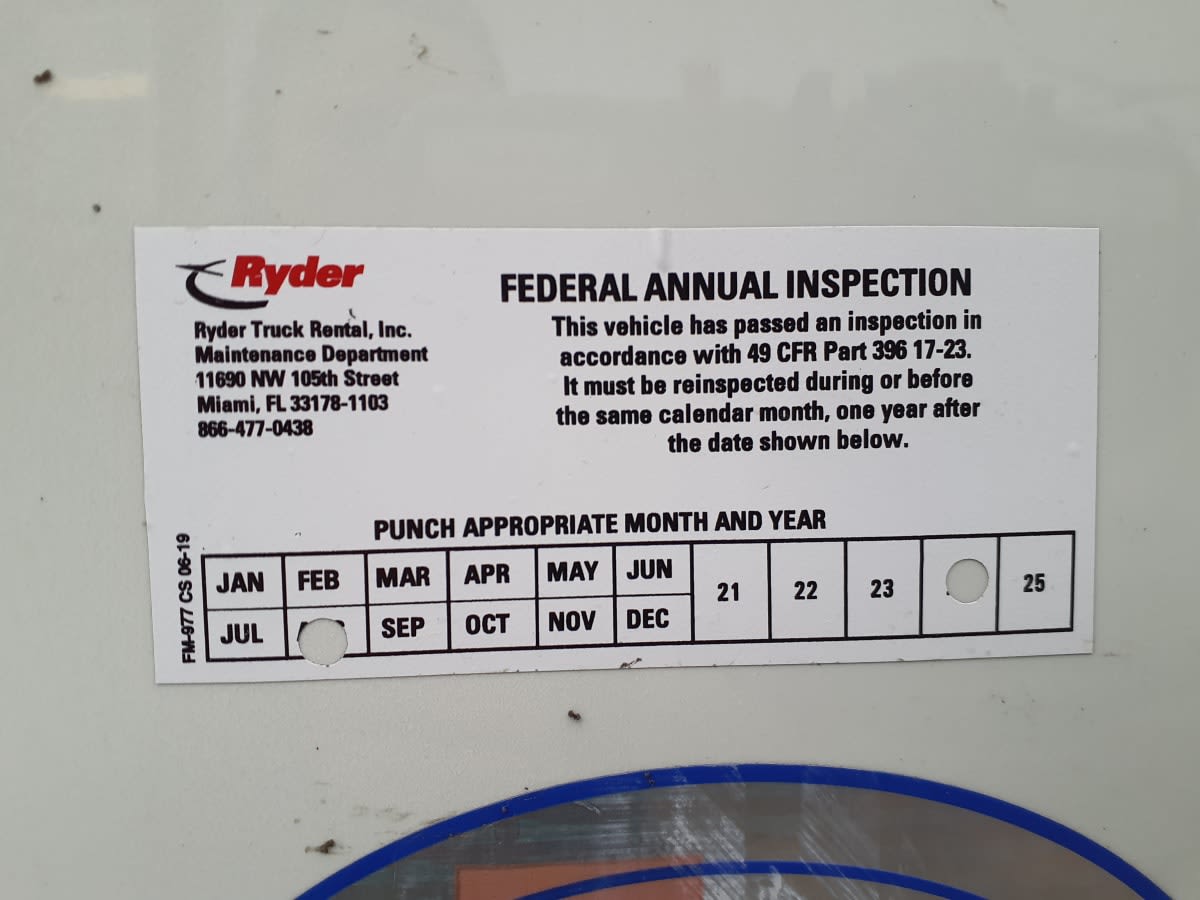 Ryder
Ryder Truck Rental, Inc.
Maintenance Department
11690 NW 105th Street
Miami, FL 33178-1103
866-477-0438
FEDERAL ANNUAL INSPECTION
This vehicle has passed an inspection in
accordance with 49 CFR Part 396 17-23.
It must be reinspected during or before
the same calendar month, one year after
the date shown below.
PUNCH APPROPRIATE MONTH AND YEAR
JAN FEB MAR APR MAY JUN 21 22 23 25
JUL SEP OCT NOV DEC
FM-977 CS 06-19